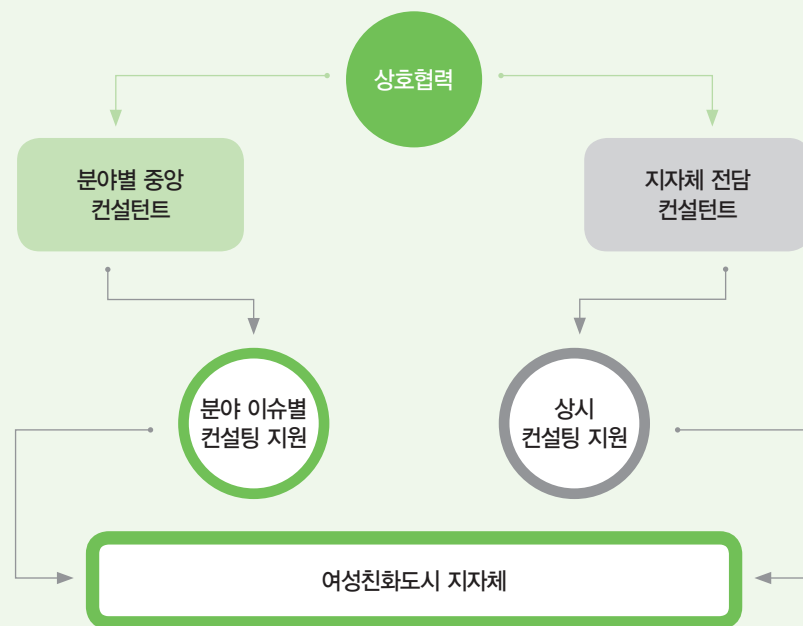 상호협력
분야별 중앙
컨설턴트
지자체 전담
컨설턴트
분야 이슈별
컨설팅 지원
상시
컨설팅 지원
여성친화도시 지자체